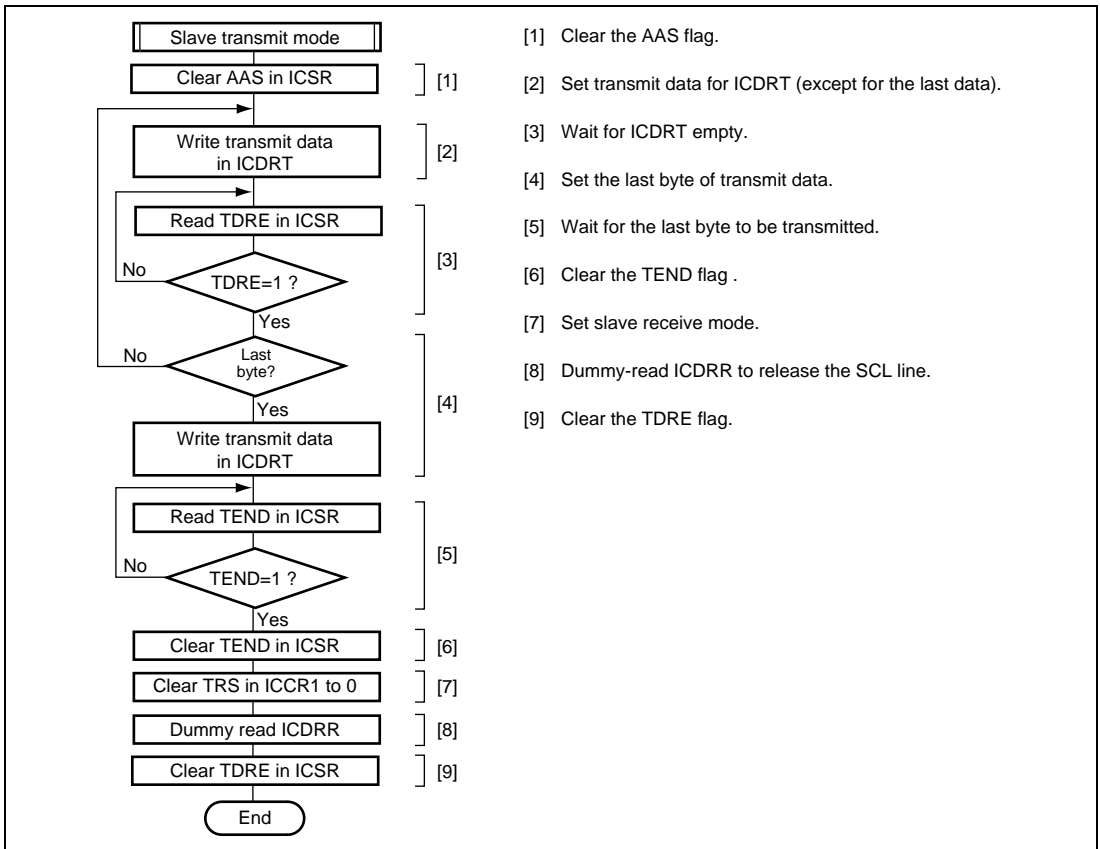 Slave transmit mode
Clear AAS in ICSR
[1]
Write transmit data
in ICDRT
[2]
Read TDRE in ICSR
No
TDRE=1 ?
[3]
Yes
No
Last
byte?
Yes
[4]
Write transmit data
in ICDRT
Read TEND in ICSR
No
TEND=1 ?
[5]
Yes
Clear TEND in ICSR
[6]
Clear TRS in ICCR1 to 0
[7]
Dummy read ICDRR
[8]
Clear TDRE in ICSR
[9]
End
[1] Clear the AAS flag.
[2] Set transmit data for ICDRT (except for the last data).
[3] Wait for ICDRT empty.
[4] Set the last byte of transmit data.
[5] Wait for the last byte to be transmitted.
[6] Clear the TEND flag .
[7] Set slave receive mode.
[8] Dummy-read ICDRR to release the SCL line.
[9] Clear the TDRE flag.